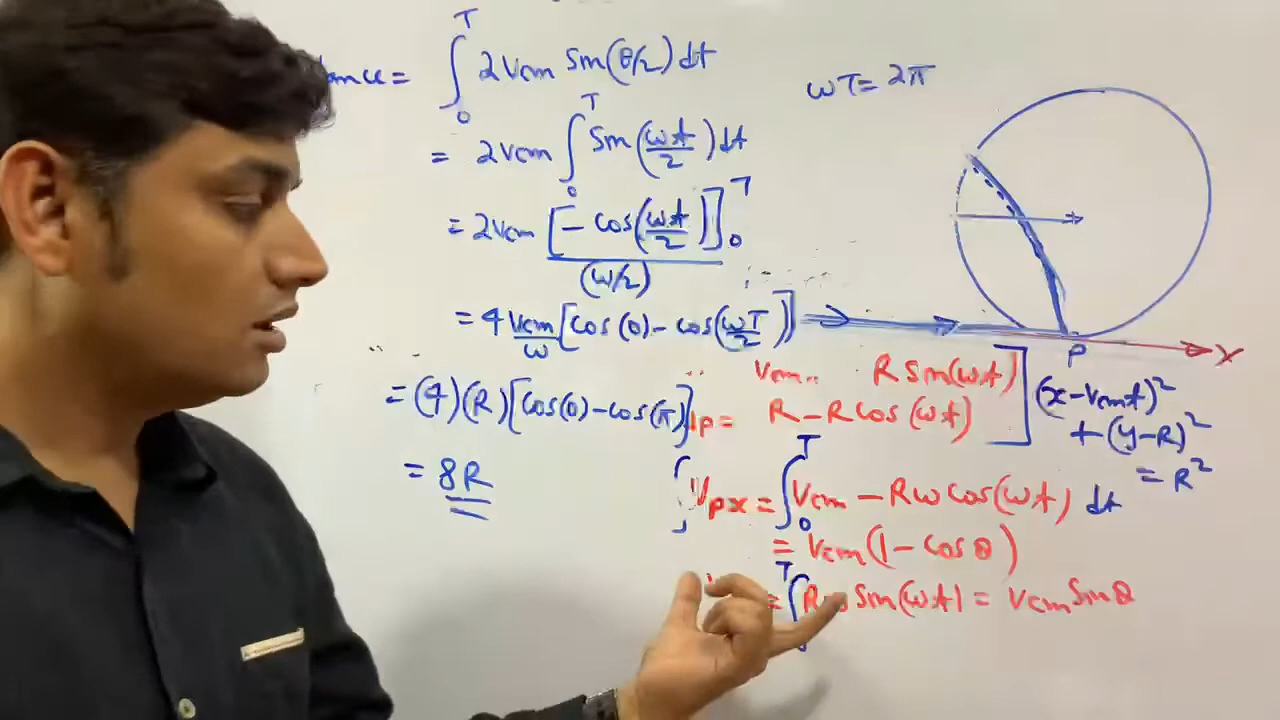 = ∫₀ᵀ 2Vcm Sin(θ/2) dt
= 2Vcm ∫₀ᵀ Sin(ωt/2) dt
= 2Vcm [-Cos(ωt/2)]₀ᵀ / (ω/2)
= 4 Vcm/ω [Cos(0) - Cos(ωT/2)]
= (4)(R)[Cos(0) - Cos(π)]
= 8R
ωT = 2π
P
X
Vcm R Sin(ωt)
= R - R Cos(ωt)
(x - Vcmt)²
+ (y - R)²
= R²
∫ Vpx = ∫₀ᵀ Vcm - Rω Cos(ωt) dt
= Vcm(1 - Cos θ)
= ∫ Sin(ωt) = Vcm Sin θ